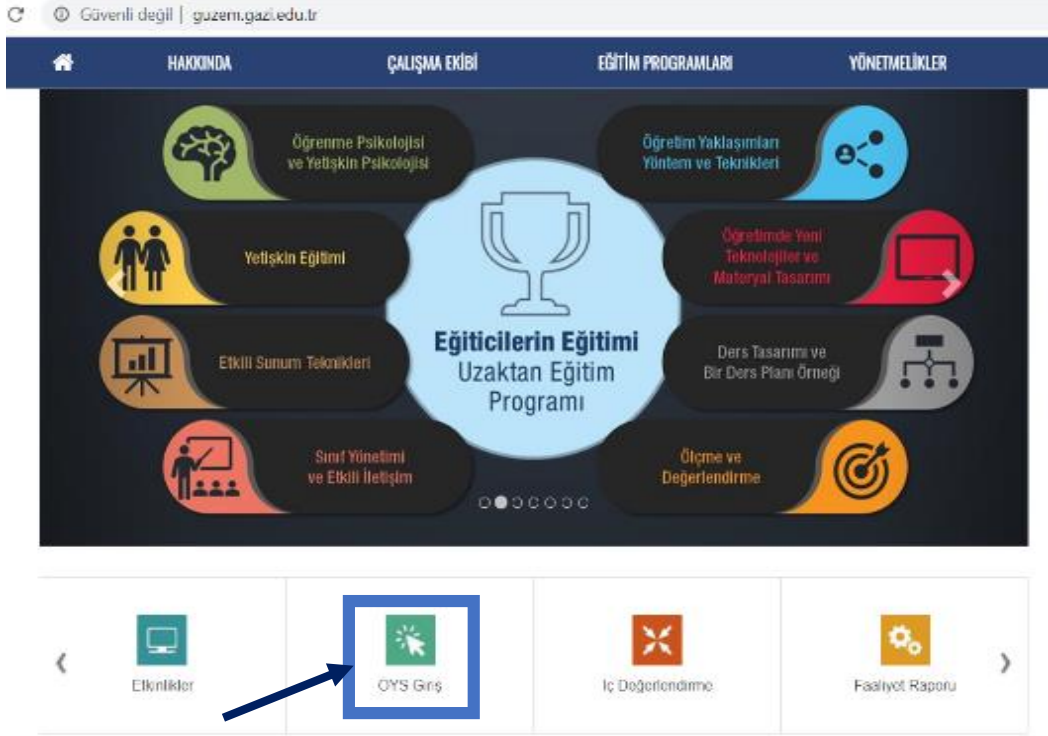 Güvenli değil | guzem.gazi.edu.tr
HAKKINDA
ÇALIŞMA EKİBİ
EĞİTİM PROGRAMLARI
YÖNETMELİKLER
Öğrenme Psikolojisi
ve Yetişkin Psikolojisi
Öğretim Yaklaşımları
Yöntem ve Teknikleri
Yetişkin Eğitimi
Öğretimde Yeni
Teknolojiler ve
Materyal Tasarımı
Etkili Sunum Teknikleri
Eğiticilerin Eğitimi
Uzaktan Eğitim
Programı
Ders Tasarımı ve
Bir Ders Planı Örneği
Sınıf Yönetimi
ve Etkili İletişim
Ölçme ve
Değerlendirme
Etkinlikler
ÖYS Giriş
İç Değerlendirme
Faaliyet Raporu